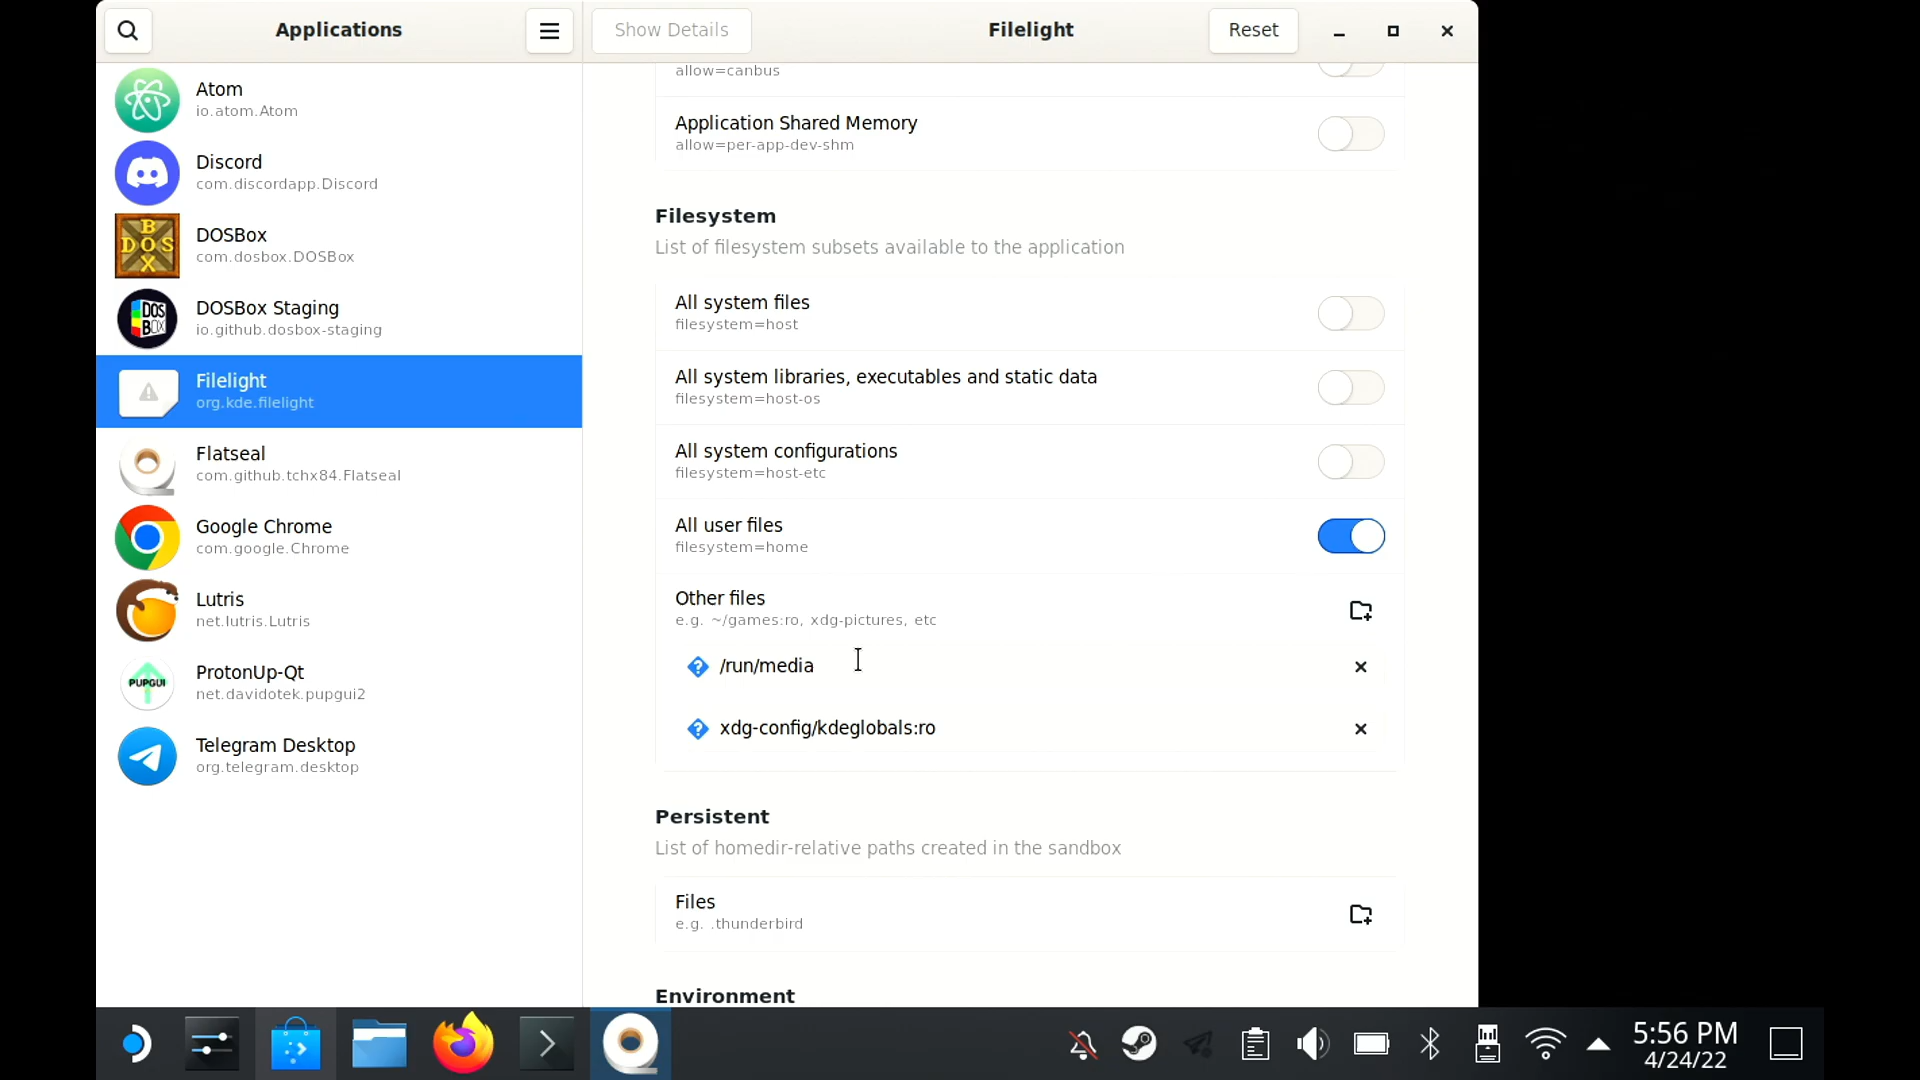 Applications
Show Details
Filelight
Reset
Atom
io.atom.Atom
Discord
com.discordapp.Discord
BOX
DOS
DOSBox
com.dosbox.DOSBox
DOS
BOX
DOSBox Staging
io.github.dosbox-staging
Filelight
org.kde.filelight
Flatseal
com.github.tchx84.Flatseal
Google Chrome
com.google.Chrome
Lutris
net.lutris.Lutris
PUPGUI
ProtonUp-Qt
net.davidotek.pupgui2
Telegram Desktop
org.telegram.desktop
allow=canbus
Application Shared Memory
allow=per-app-dev-shm
Filesystem
List of filesystem subsets available to the application
All system files
filesystem=host
All system libraries, executables and static data
filesystem=host-os
All system configurations
filesystem=host-etc
All user files
filesystem=home
Other files
e.g. ~/games:ro, xdg-pictures, etc
/run/media
xdg-config/kdeglobals:ro
Persistent
List of homedir-relative paths created in the sandbox
Files
e.g. .thunderbird
Environment
5:56 PM
4/24/22